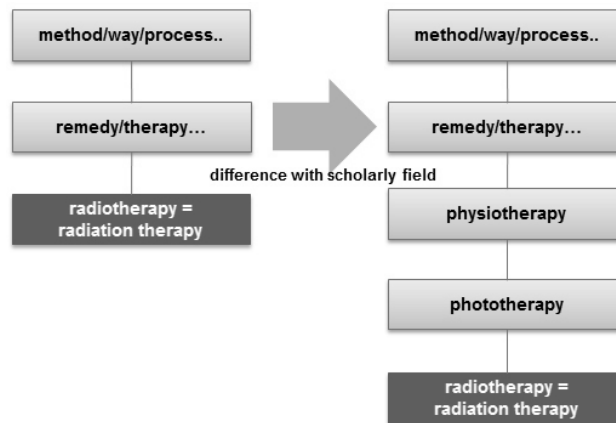 method/way/process..
remedy/therapy...
radiotherapy =
radiation therapy
difference with scholarly field
method/way/process..
remedy/therapy...
physiotherapy
phototherapy
radiotherapy =
radiation therapy